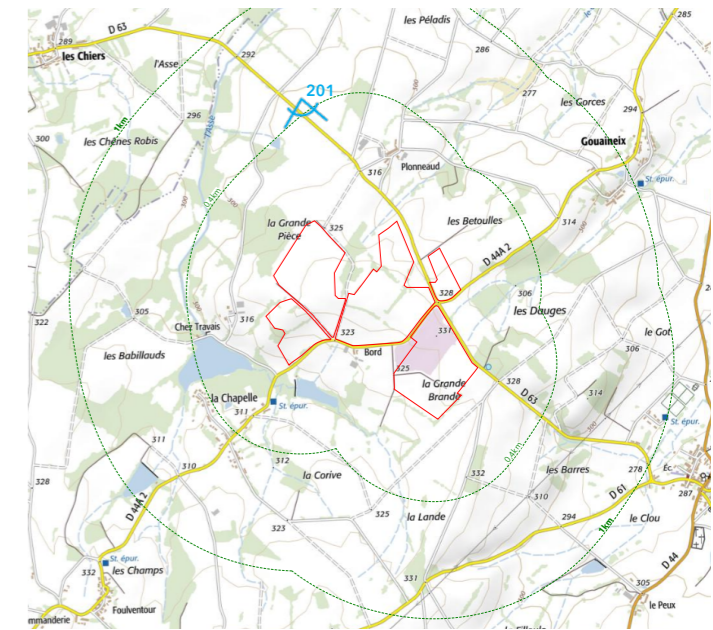 D 63
les Péladis
285
289
les Chiers
l'Asse
292
286
201
277
les Gorces
294
1km
296
300
les Chênes Robis
l'Asse
Gouaineix
316
Plonneaud
St. épur.
0.4km
300
la Grande
Pièce
325
les Betoulles
314
D 44A 2
328
306
les Dauges
305
316
322
Cher Travais
323
331
les Babillauds
Bord
le Got
306
325
la Grande
Brande
328
314
la Chapelle
St. épur.
311
D 63
St. épur.
311
312
0.4km
310
la Corive
332
les Barres
278
Éc.
328
310
D 61
287
D 44A 2
325
323
la Lande
294
le Clou
1km
St. épur.
332
les Champs
331
D 44
305
le Peux
mmanderie
Foulventour